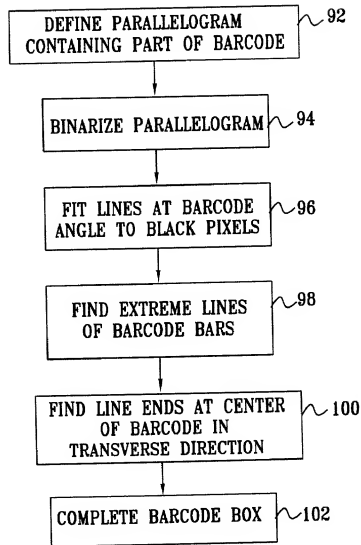 DEFINE PARALLELOGRAM
CONTAINING PART OF BARCODE
92
BINARIZE PARALLELOGRAM
94
FIT LINES AT BARCODE
ANGLE TO BLACK PIXELS
96
FIND EXTREME LINES
OF BARCODE BARS
98
FIND LINE ENDS AT CENTER
OF BARCODE IN
TRANSVERSE DIRECTION
100
COMPLETE BARCODE BOX
102